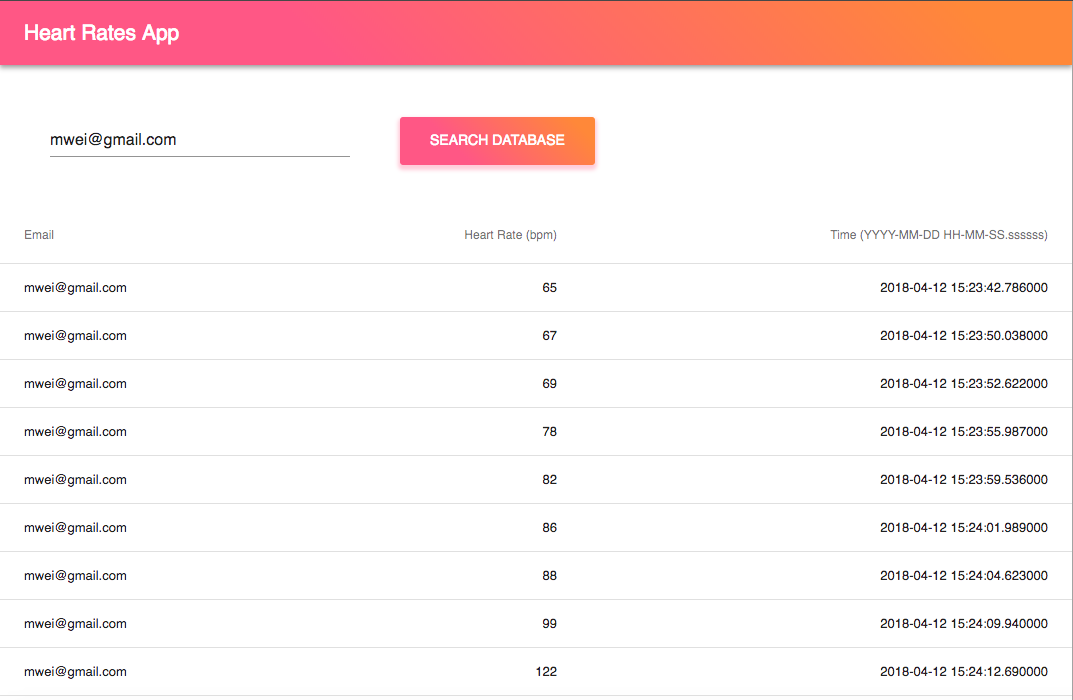 Heart Rates App
mwei@gmail.com SEARCH DATABASE
Email Heart Rate (bpm) Time (YYYY-MM-DD HH-MM-SS.ssssss)
mwei@gmail.com 65 2018-04-12 15:23:42.786000
mwei@gmail.com 67 2018-04-12 15:23:50.038000
mwei@gmail.com 69 2018-04-12 15:23:52.622000
mwei@gmail.com 78 2018-04-12 15:23:55.987000
mwei@gmail.com 82 2018-04-12 15:23:59.536000
mwei@gmail.com 86 2018-04-12 15:24:01.989000
mwei@gmail.com 88 2018-04-12 15:24:04.623000
mwei@gmail.com 99 2018-04-12 15:24:09.940000
mwei@gmail.com 122 2018-04-12 15:24:12.690000